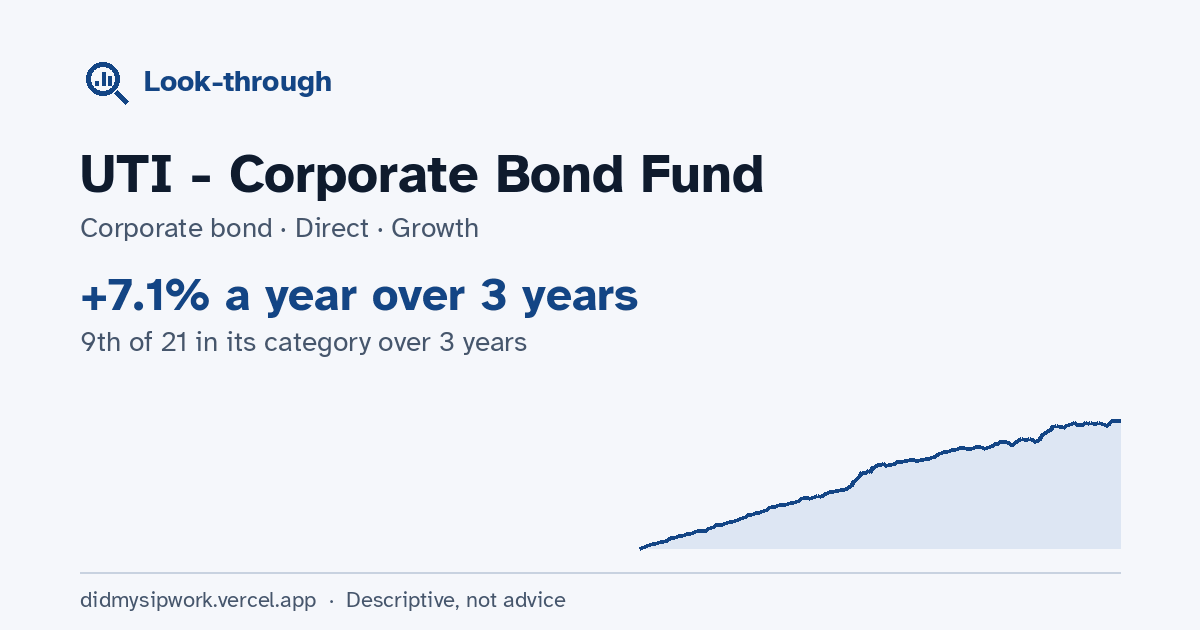 Look-through
UTI - Corporate Bond Fund
Corporate bond · Direct · Growth
+7.1% a year over 3 years
9th of 21 in its category over 3 years
didmysipwork.vercel.app · Descriptive, not advice